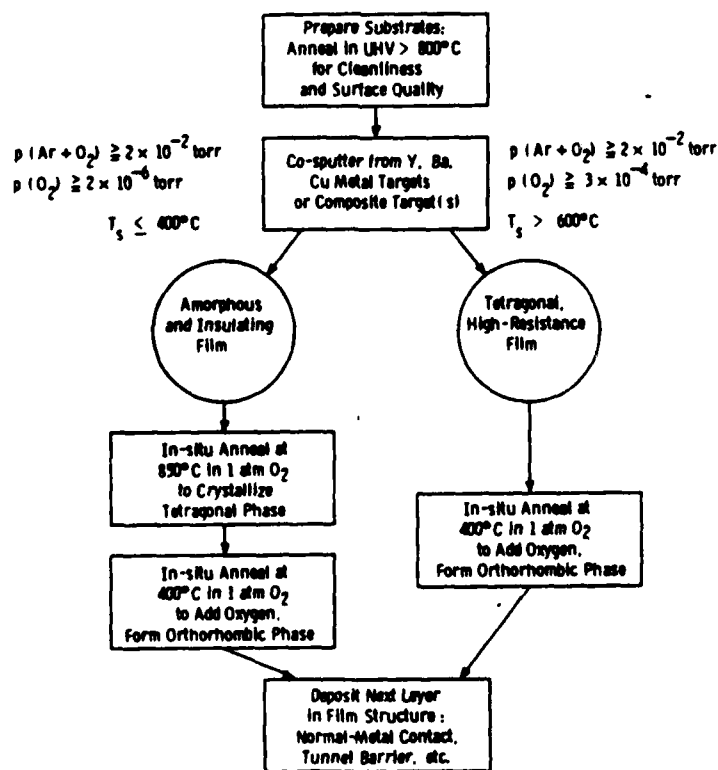 Prepare Substrates:
Anneal in UHV > 800°C
for Cleanliness
and Surface Quality
p (Ar + O₂) ≧ 2 × 10⁻² torr
p (O₂) ≧ 2 × 10⁻⁶ torr
T_s ≤ 400°C
Co-sputter from Y, Ba,
Cu Metal Targets
or Composite Target(s)
p (Ar + O₂) ≧ 2 × 10⁻² torr
p (O₂) ≧ 3 × 10⁻⁴ torr
T_s > 600°C
Amorphous
and Insulating
Film
Tetragonal,
High-Resistance
Film
In-situ Anneal at
850°C in 1 atm O₂
to Crystallize
Tetragonal Phase
In-situ Anneal at
400°C in 1 atm O₂
to Add Oxygen,
Form Orthorhombic Phase
In-situ Anneal at
400°C in 1 atm O₂
to Add Oxygen,
Form Orthorhombic Phase
Deposit Next Layer
in Film Structure:
Normal-Metal Contact,
Tunnel Barrier, etc.